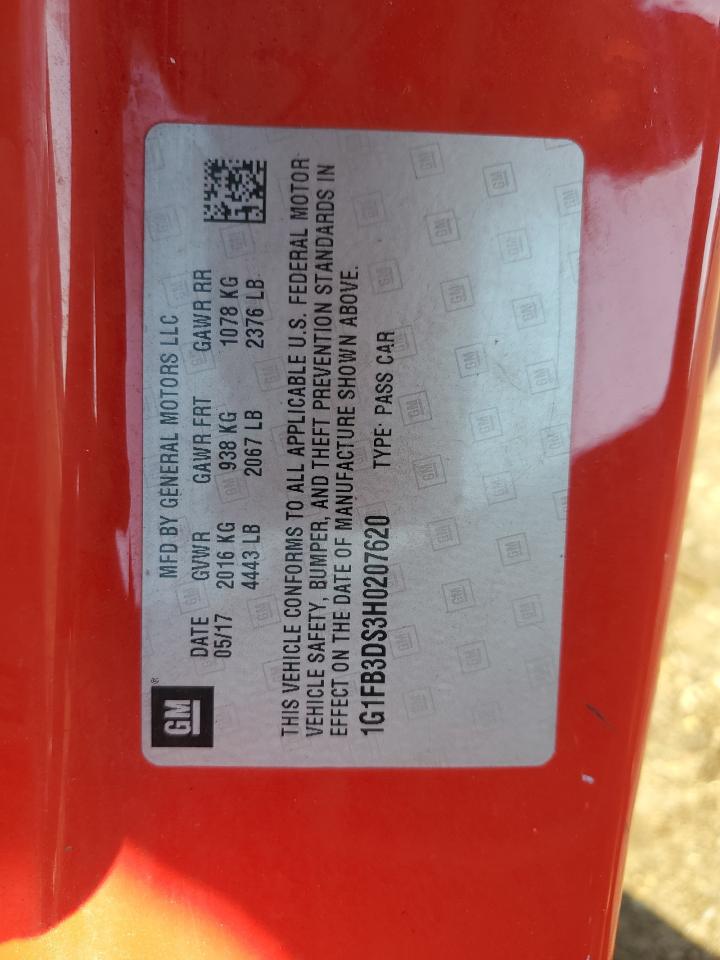 GM®
MFD BY GENERAL MOTORS LLC
DATE GVWR GAWR FRT GAWR RR
05/17 2016 KG 938 KG 1078 KG
4443 LB 2067 LB 2376 LB
THIS VEHICLE CONFORMS TO ALL APPLICABLE U.S. FEDERAL MOTOR
VEHICLE SAFETY, BUMPER, AND THEFT PREVENTION STANDARDS IN
EFFECT ON THE DATE OF MANUFACTURE SHOWN ABOVE.
1G1FB3DS3H0207620 TYPE: PASS CAR